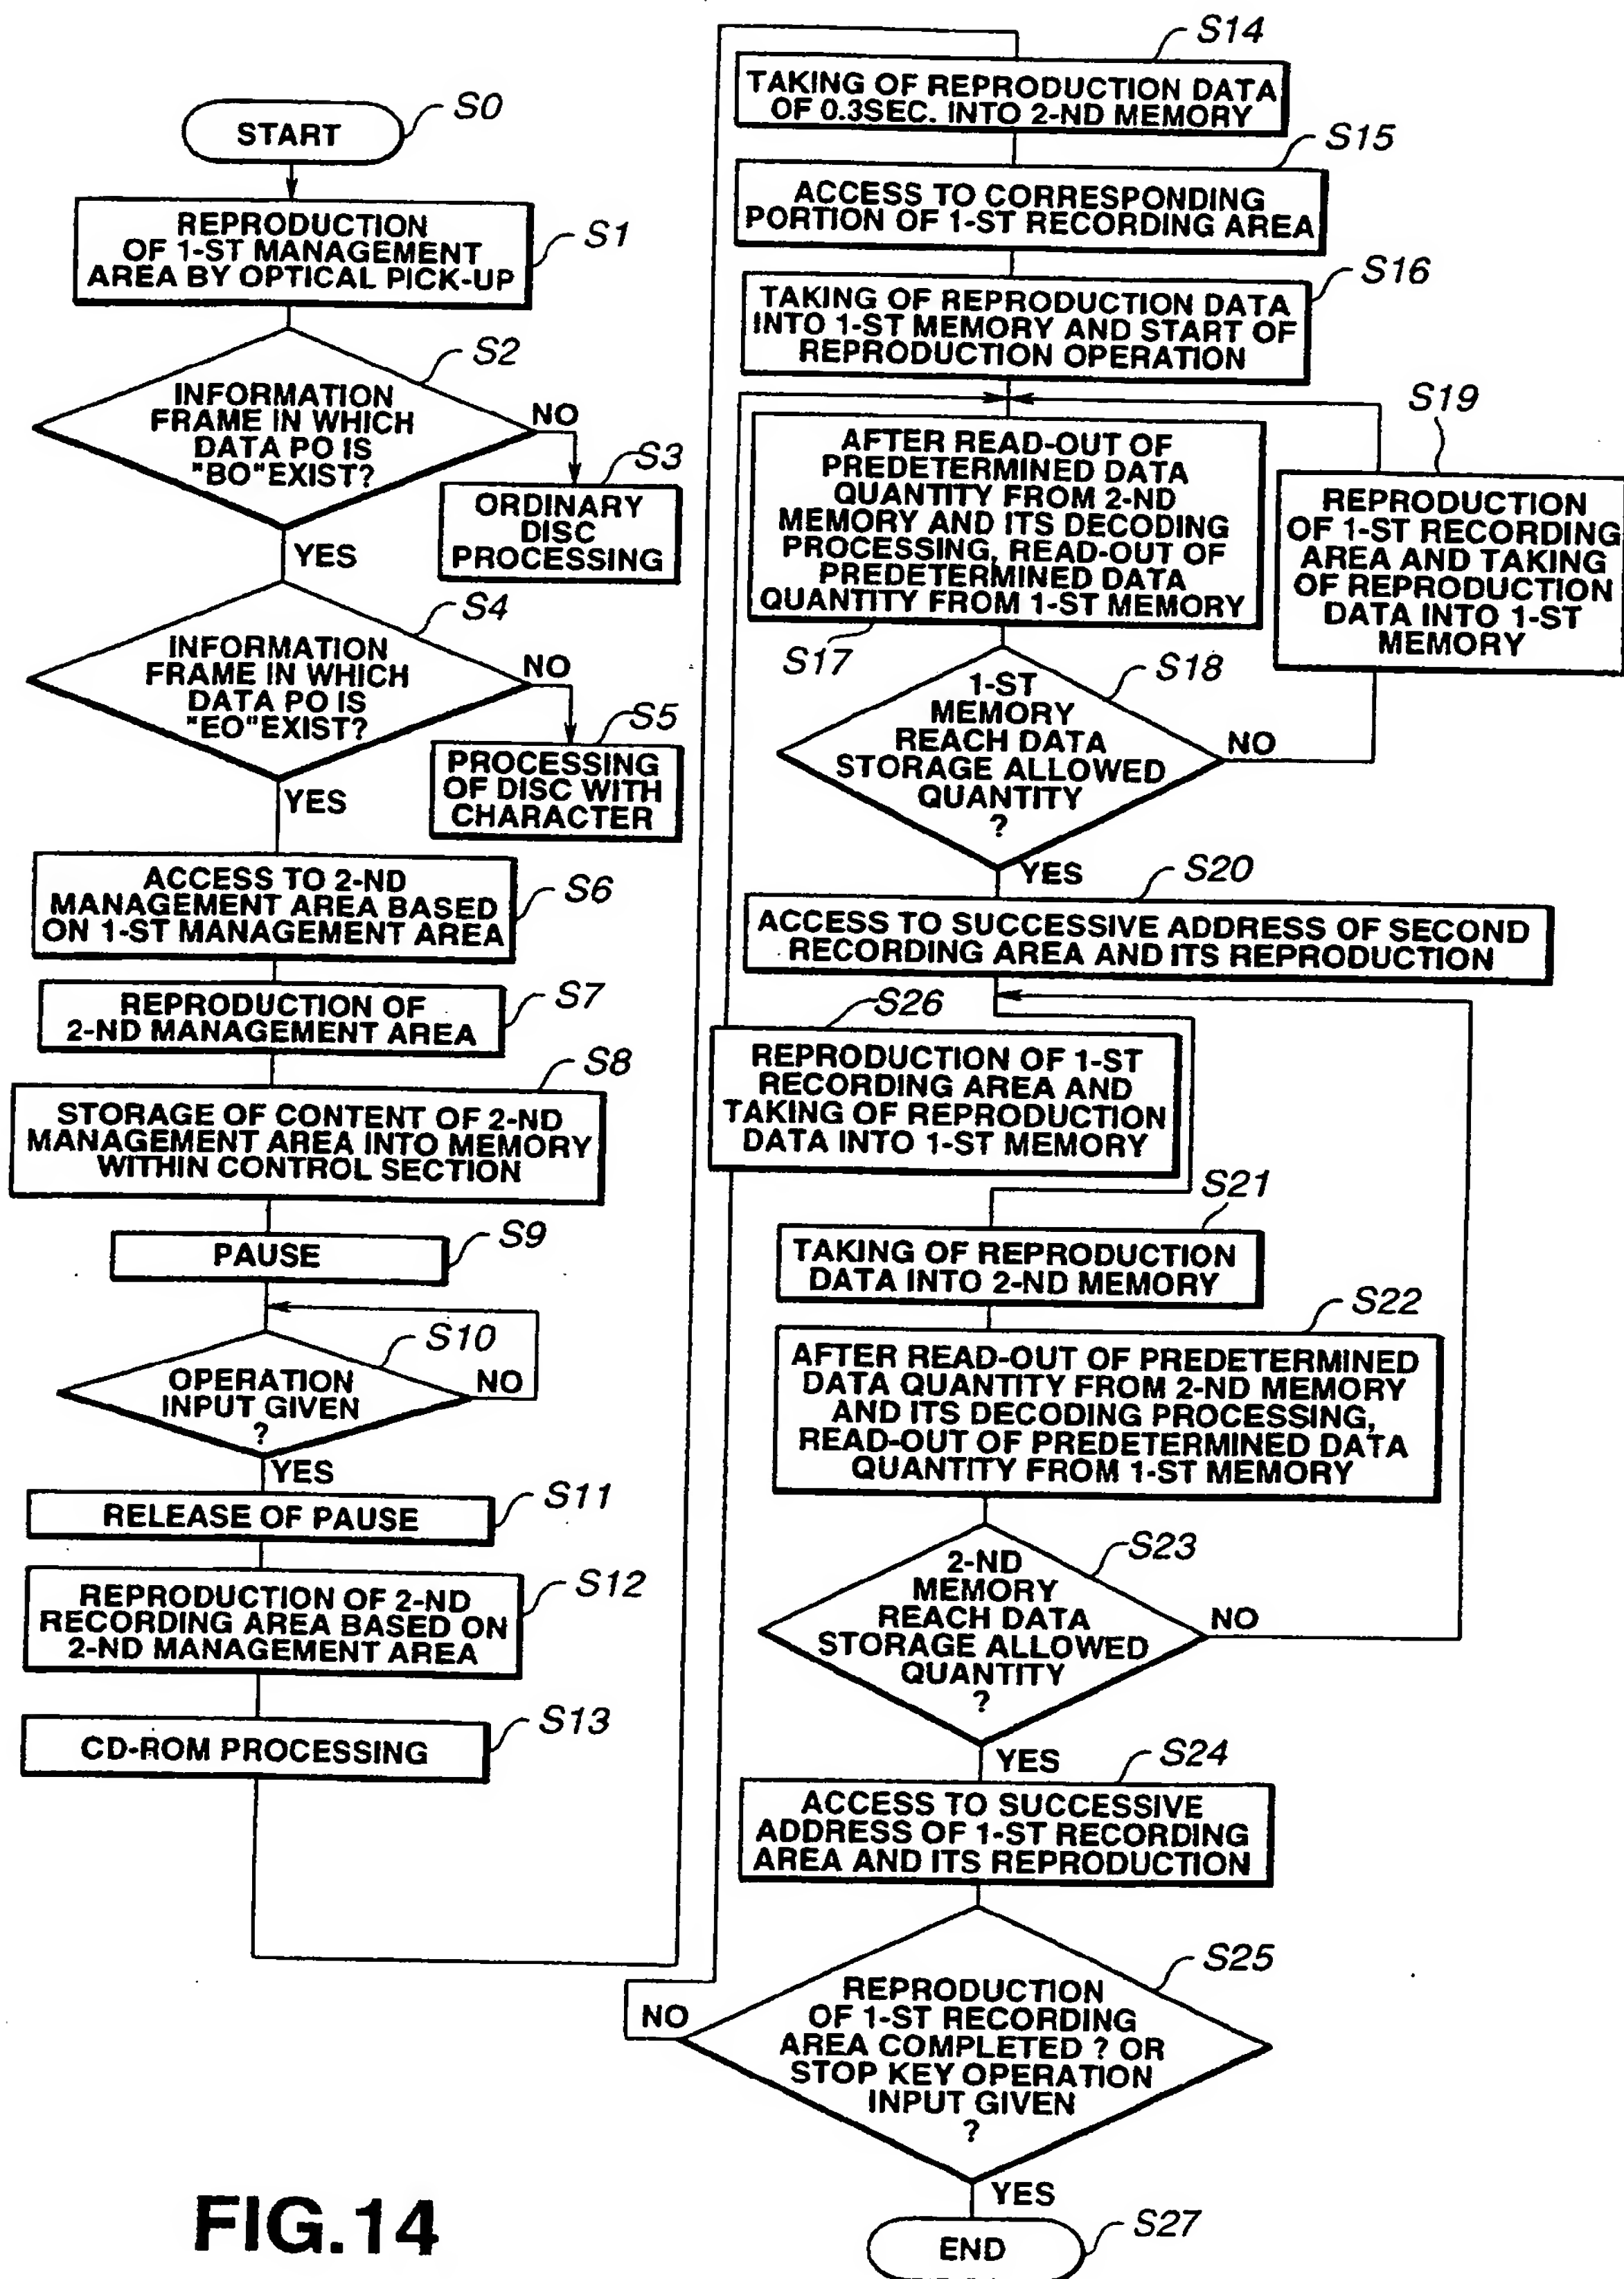 START
S0
REPRODUCTION
OF 1-ST MANAGEMENT
AREA BY OPTICAL PICK-UP
S1
INFORMATION
FRAME IN WHICH
DATA PO IS
"BO"EXIST?
S2
NO
YES
S3
ORDINARY
DISC
PROCESSING
INFORMATION
FRAME IN WHICH
DATA PO IS
"EO"EXIST?
S4
NO
YES
S5
PROCESSING
OF DISC WITH
CHARACTER
ACCESS TO 2-ND
MANAGEMENT AREA BASED
ON 1-ST MANAGEMENT AREA
S6
REPRODUCTION OF
2-ND MANAGEMENT AREA
S7
STORAGE OF CONTENT OF 2-ND
MANAGEMENT AREA INTO MEMORY
WITHIN CONTROL SECTION
S8
PAUSE
S9
OPERATION
INPUT GIVEN
?
S10
NO
YES
RELEASE OF PAUSE
S11
REPRODUCTION OF 2-ND
RECORDING AREA BASED ON
2-ND MANAGEMENT AREA
S12
CD-ROM PROCESSING
S13
S14
TAKING OF REPRODUCTION DATA
OF 0.3SEC. INTO 2-ND MEMORY
S15
ACCESS TO CORRESPONDING
PORTION OF 1-ST RECORDING AREA
S16
TAKING OF REPRODUCTION DATA
INTO 1-ST MEMORY AND START OF
REPRODUCTION OPERATION
AFTER READ-OUT OF
PREDETERMINED DATA
QUANTITY FROM 2-ND
MEMORY AND ITS DECODING
PROCESSING, READ-OUT OF
PREDETERMINED DATA
QUANTITY FROM 1-ST MEMORY
S17
1-ST
MEMORY
REACH DATA
STORAGE ALLOWED
QUANTITY
?
S18
NO
YES
S19
REPRODUCTION
OF 1-ST RECORDING
AREA AND TAKING
OF REPRODUCTION
DATA INTO 1-ST
MEMORY
S20
ACCESS TO SUCCESSIVE ADDRESS OF SECOND
RECORDING AREA AND ITS REPRODUCTION
S26
REPRODUCTION OF 1-ST
RECORDING AREA AND
TAKING OF REPRODUCTION
DATA INTO 1-ST MEMORY
S21
TAKING OF REPRODUCTION
DATA INTO 2-ND MEMORY
S22
AFTER READ-OUT OF PREDETERMINED
DATA QUANTITY FROM 2-ND MEMORY
AND ITS DECODING PROCESSING,
READ-OUT OF PREDETERMINED DATA
QUANTITY FROM 1-ST MEMORY
2-ND
MEMORY
REACH DATA
STORAGE ALLOWED
QUANTITY
?
S23
NO
YES
S24
ACCESS TO SUCCESSIVE
ADDRESS OF 1-ST RECORDING
AREA AND ITS REPRODUCTION
S25
REPRODUCTION
OF 1-ST RECORDING
AREA COMPLETED ? OR
STOP KEY OPERATION
INPUT GIVEN
?
NO
YES
END
S27
FIG.14